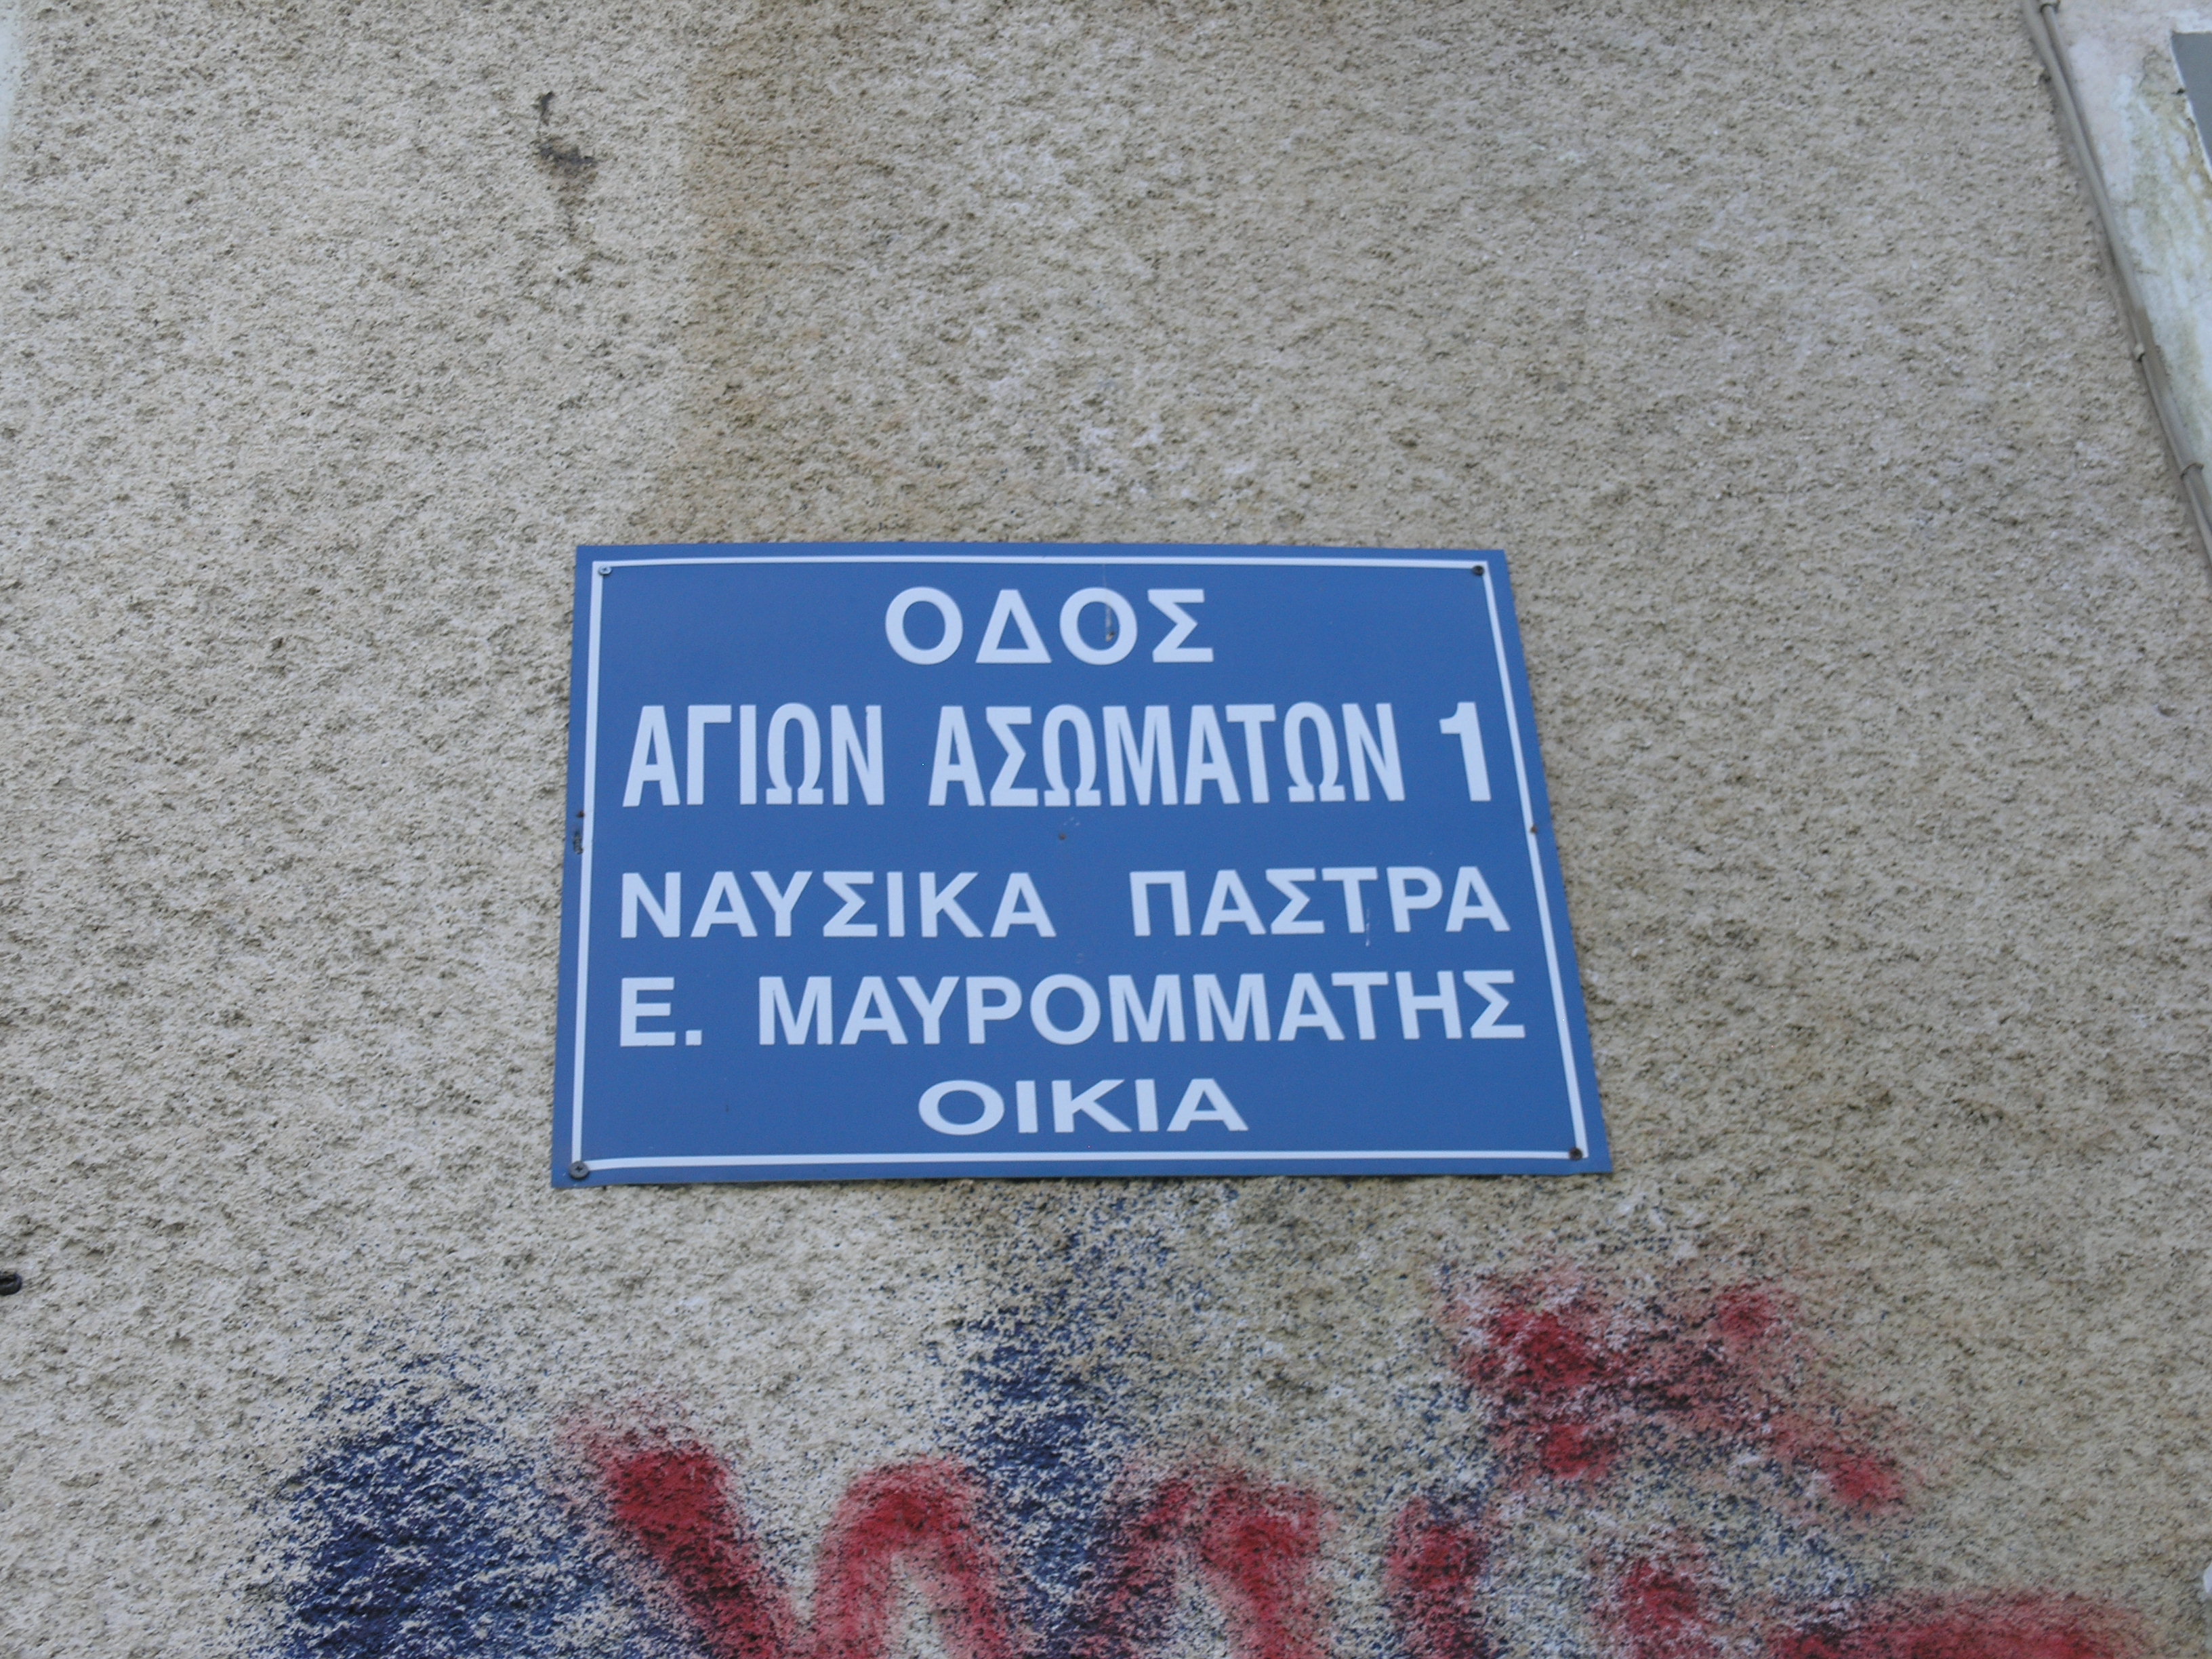 ΟΔΟΣ
ΑΓΙΩΝ ΑΣΩΜΑΤΩΝ 1
ΝΑΥΣΙΚΑ ΠΑΣΤΡΑ
Ε. ΜΑΥΡΟΜΜΑΤΗΣ
ΟΙΚΙΑ